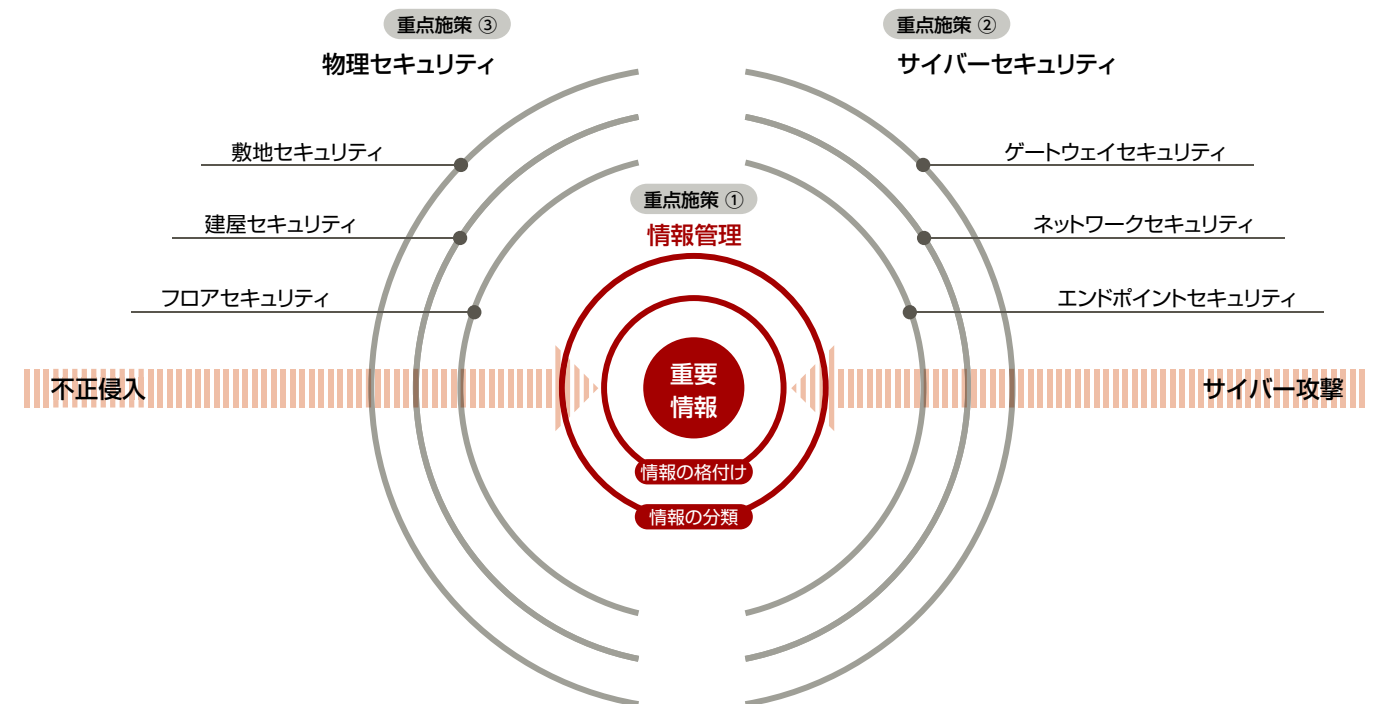 重点施策 ③
物理セキュリティ
重点施策 ②
サイバーセキュリティ
敷地セキュリティ
建屋セキュリティ
フロアセキュリティ
ゲートウェイセキュリティ
ネットワークセキュリティ
エンドポイントセキュリティ
重点施策 ①
情報管理
不正侵入
重要
情報
サイバー攻撃
情報の格付け
情報の分類